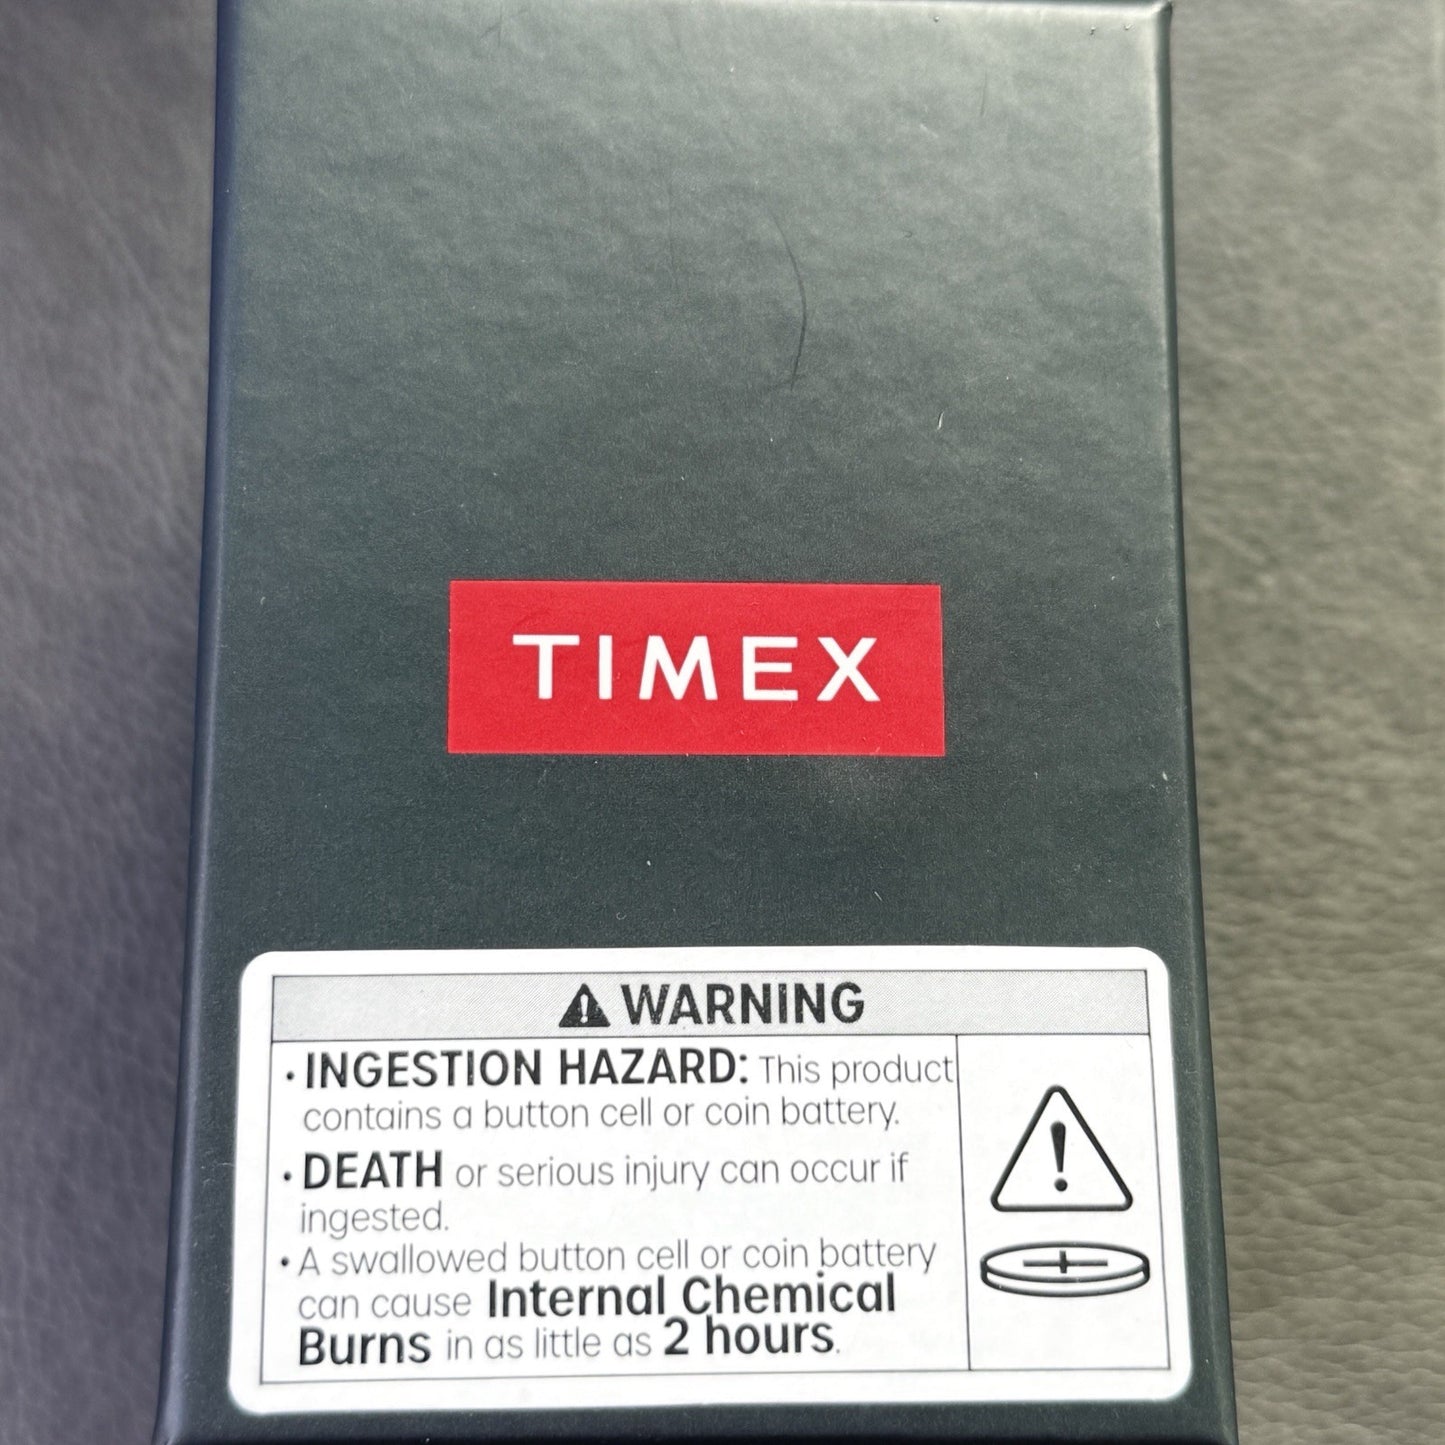 TIMEX
WARNING
• INGESTION HAZARD: This product
contains a button cell or coin battery.
• DEATH or serious injury can occur if
ingested.
• A swallowed button cell or coin battery
can cause Internal Chemical
Burns in as little as 2 hours.